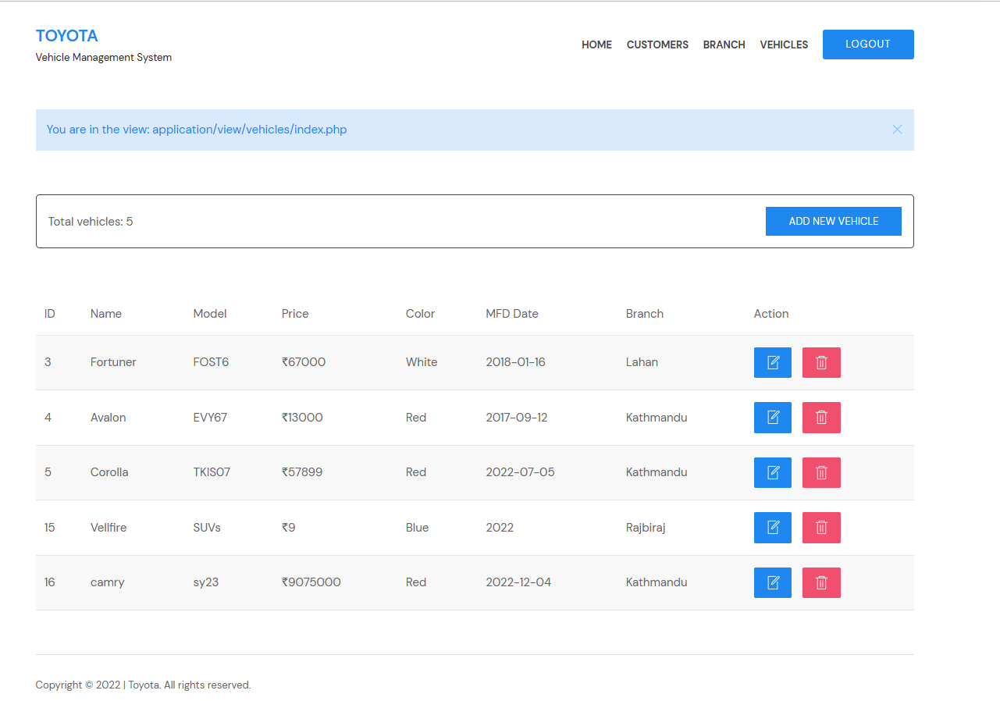 TOYOTA
Vehicle Management System
HOME CUSTOMERS BRANCH VEHICLES LOGOUT
You are in the view: application/view/vehicles/index.php
Total vehicles: 5 ADD NEW VEHICLE
ID Name Model Price Color MFD Date Branch Action
3 Fortuner FOST6 ₹67000 White 2018-01-16 Lahan
4 Avalon EVY67 ₹13000 Red 2017-09-12 Kathmandu
5 Corolla TKIS07 ₹57899 Red 2022-07-05 Kathmandu
15 Vellfire SUVs ₹9 Blue 2022 Rajbiraj
16 camry sy23 ₹9075000 Red 2022-12-04 Kathmandu
Copyright © 2022 | Toyota. All rights reserved.